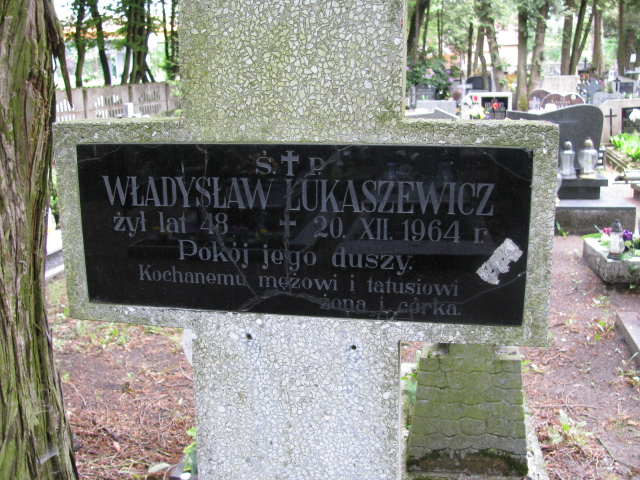 Ś. † P.
WŁADYSŁAW ŁUKASZEWICZ
żył lat 48 † 20. XII. 1964 r.
Pokój jego duszy.
Kochanemu mężowi i tatusiowi
żona i córka.